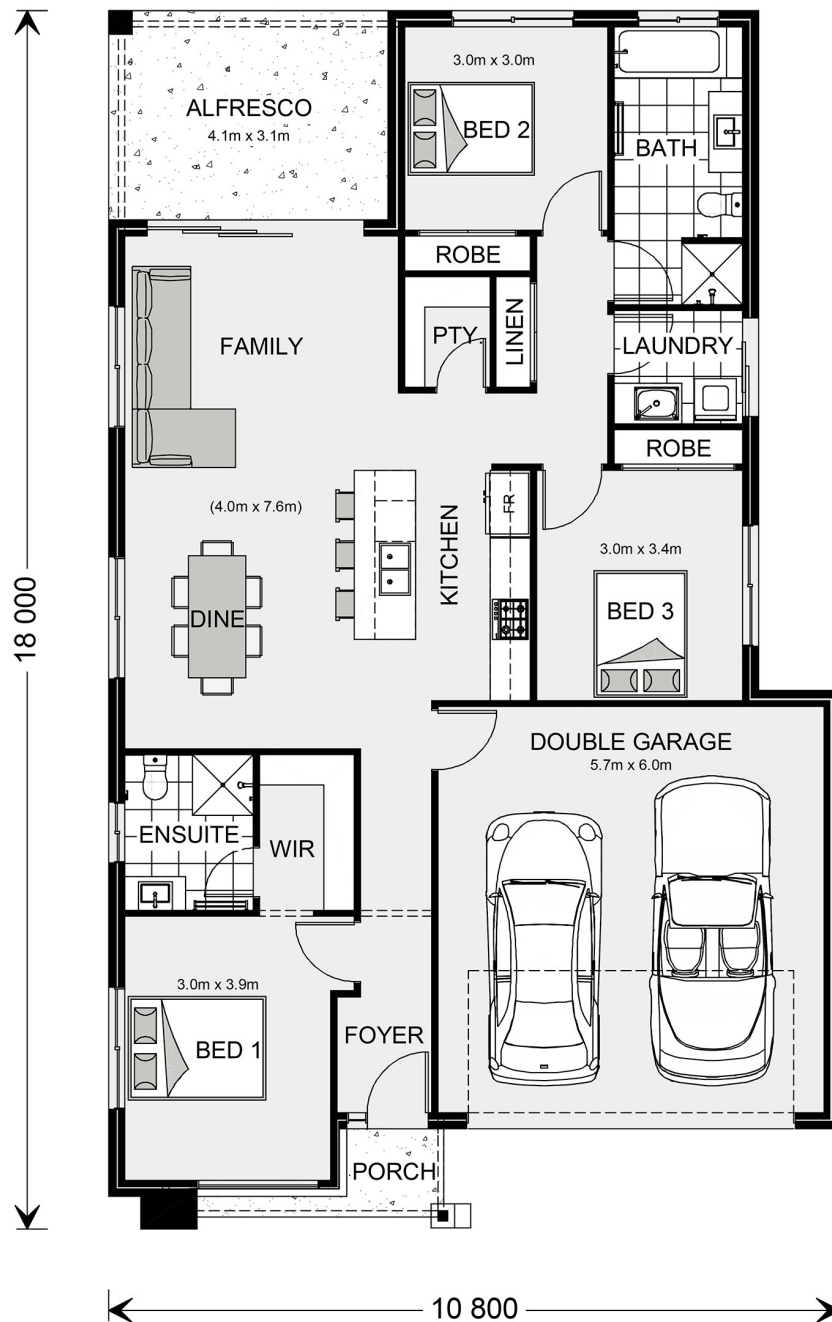 3.0m x 3.0m
ALFRESCO
4.1m x 3.1m
BED 2
BATH
ROBE
FAMILY
PTY
LINEN
LAUNDRY
ROBE
(4.0m x 7.6m)
KITCHEN
FR
3.0m x 3.4m
18 000
DINE
BED 3
DOUBLE GARAGE
5.7m x 6.0m
ENSUITE
WIR
3.0m x 3.9m
BED 1
FOYER
PORCH
10 800